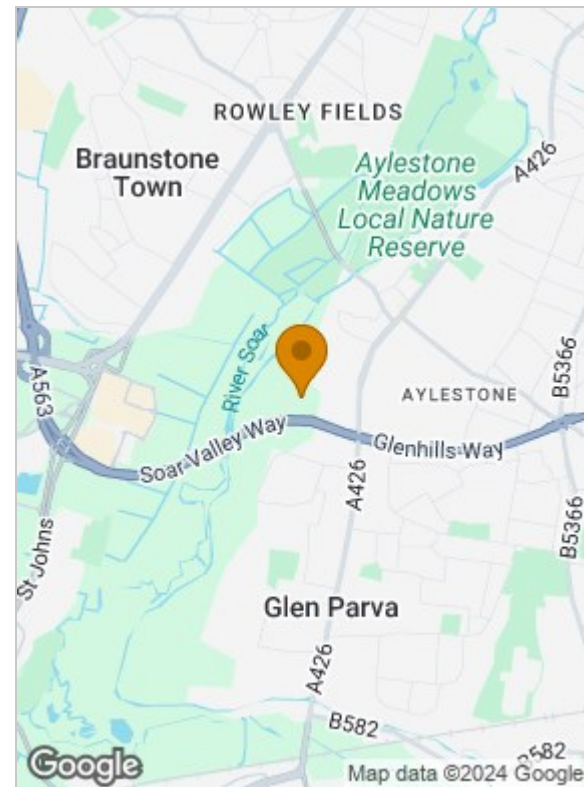 ROWLEY FIELDS
Braunstone
Town
Aylestone
Meadows
Local Nature
Reserve
A426
A563
River Soar
B5366
AYLESTONE
Soar Valley Way
Glenhills Way
A426
B5366
St Johns
Glen Parva
A426
B582
B582
Google
Map data ©2024 Google